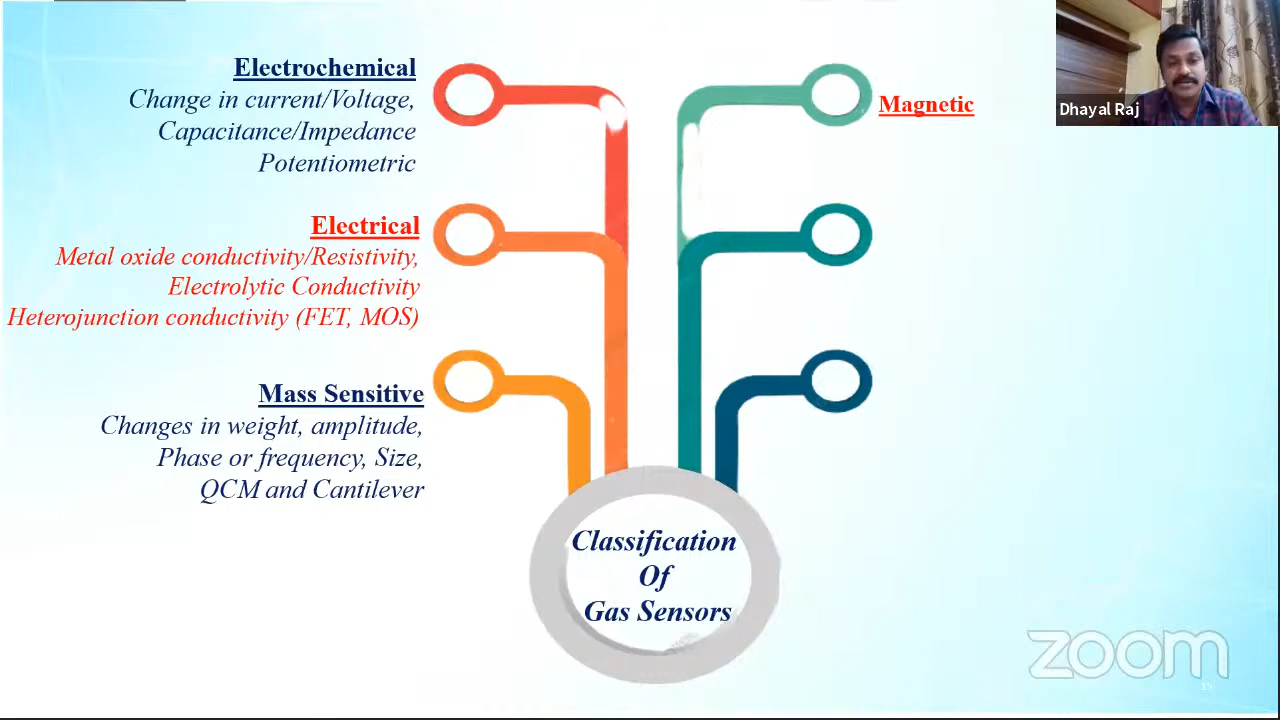 Electrochemical
Change in current/Voltage,
Capacitance/Impedance
Potentiometric
Electrical
Metal oxide conductivity/Resistivity,
Electrolytic Conductivity
Heterojunction conductivity (FET, MOS)
Mass Sensitive
Changes in weight, amplitude,
Phase or frequency, Size,
QCM and Cantilever
Magnetic
Dhayal Raj
Classification
Of
Gas Sensors
zoom